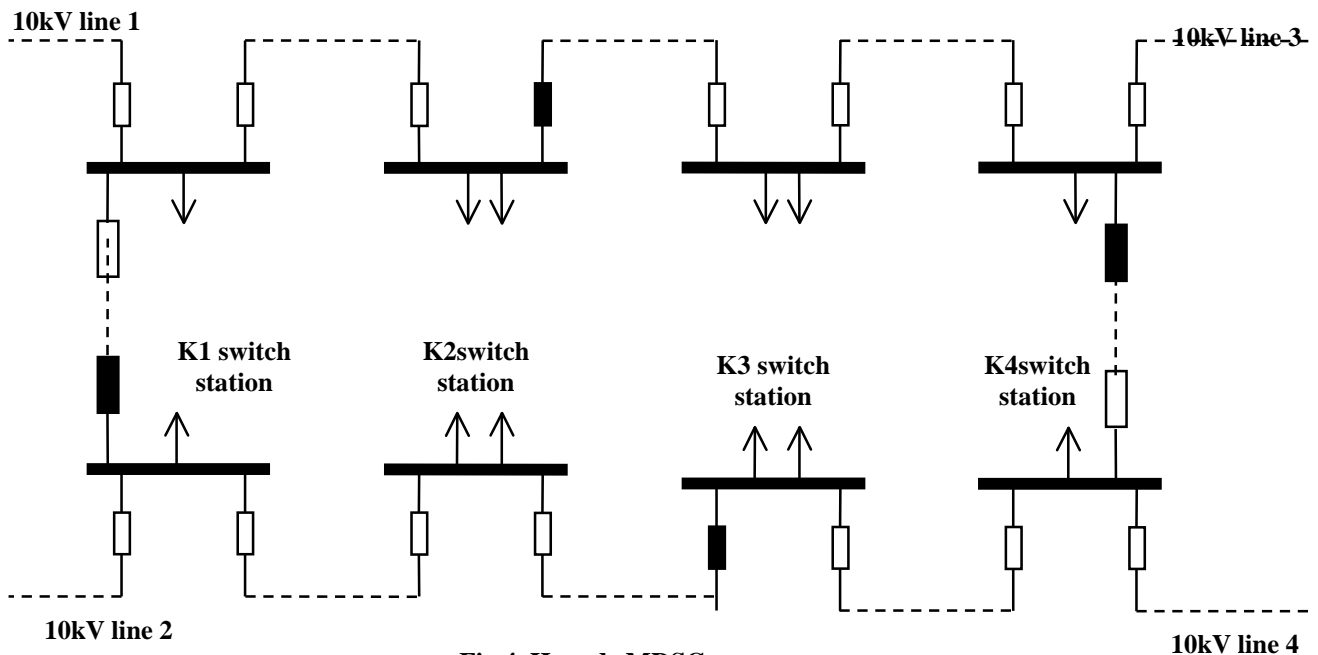 10kV line 1
10kV line 3
K1 switch
station
K2switch
station
K3 switch
station
K4switch
station
10kV line 2
10kV line 4